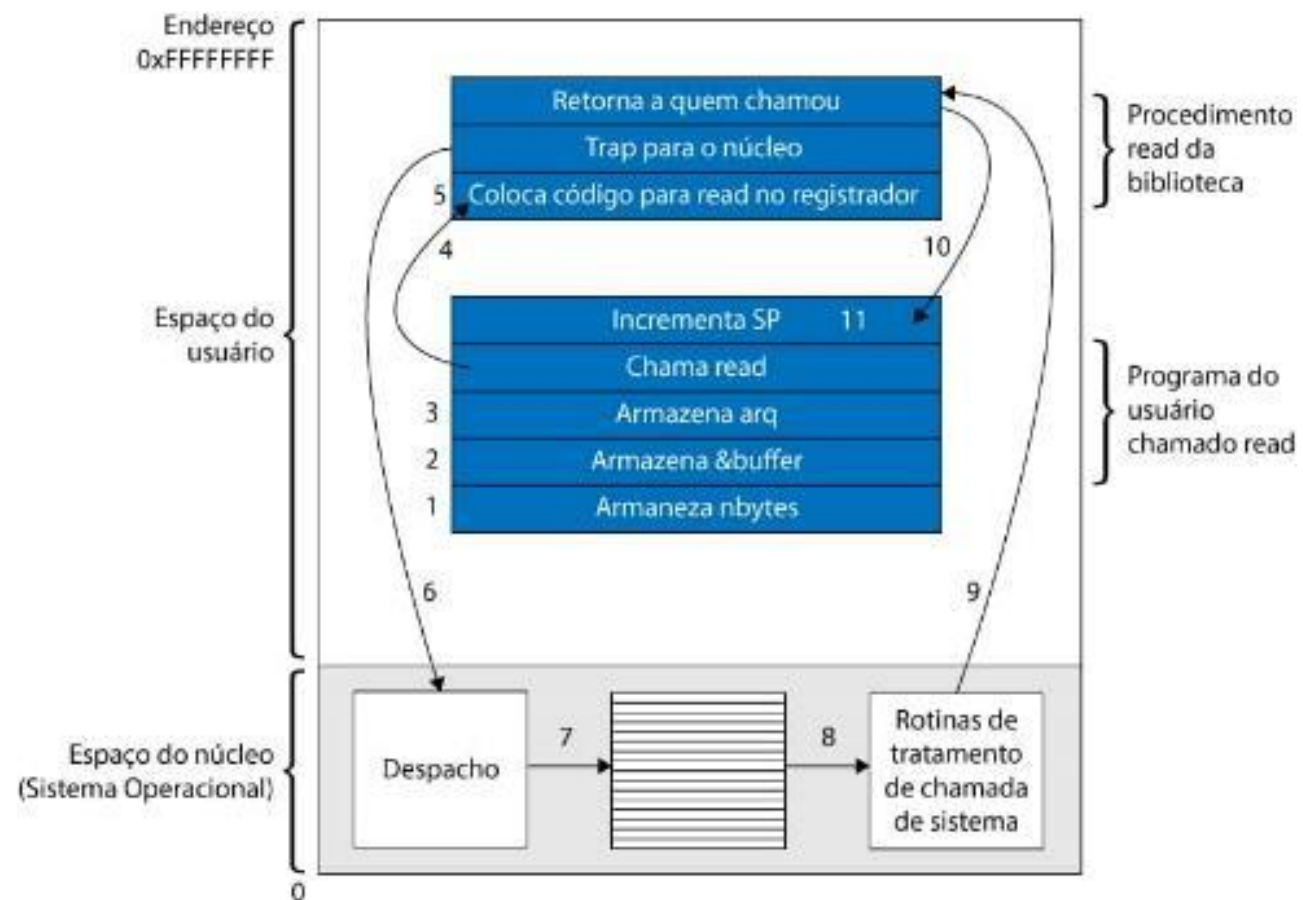 Endereço
0xFFFFFFFF
Retorna a quem chamou
Trap para o núcleo
5 Coloca código para read no registrador
Procedimento
read da
biblioteca
4
10
Espaço do
usuário
Incrementa SP 11
Chama read
3 Armazena arq
2 Armazena &buffer
1 Armaneza nbytes
Programa do
usuário
chamado read
6
9
Espaço do núcleo
(Sistema Operacional)
Despacho
7
8
Rotinas de
tratamento
de chamada
de sistema
0